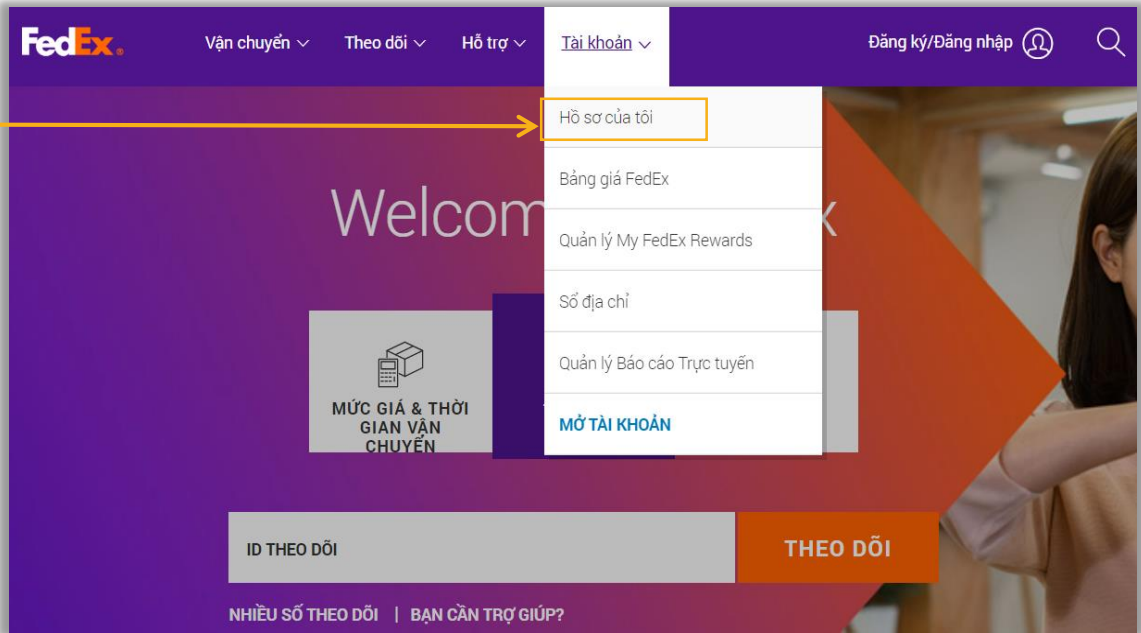 FedEx.
Vận chuyển
Theo dõi
Hỗ trợ
Tài khoản
Đăng ký/Đăng nhập
Hồ sơ của tôi
Bảng giá FedEx
Quản lý My FedEx Rewards
Sổ địa chỉ
Quản lý Báo cáo Trực tuyến
MỞ TÀI KHOẢN
MỨC GIÁ & THỜI
GIAN VẬN
CHUYỂN
ID THEO DÕI
THEO DÕI
NHIỀU SỐ THEO DÕI | BẠN CẦN TRỢ GIÚP?